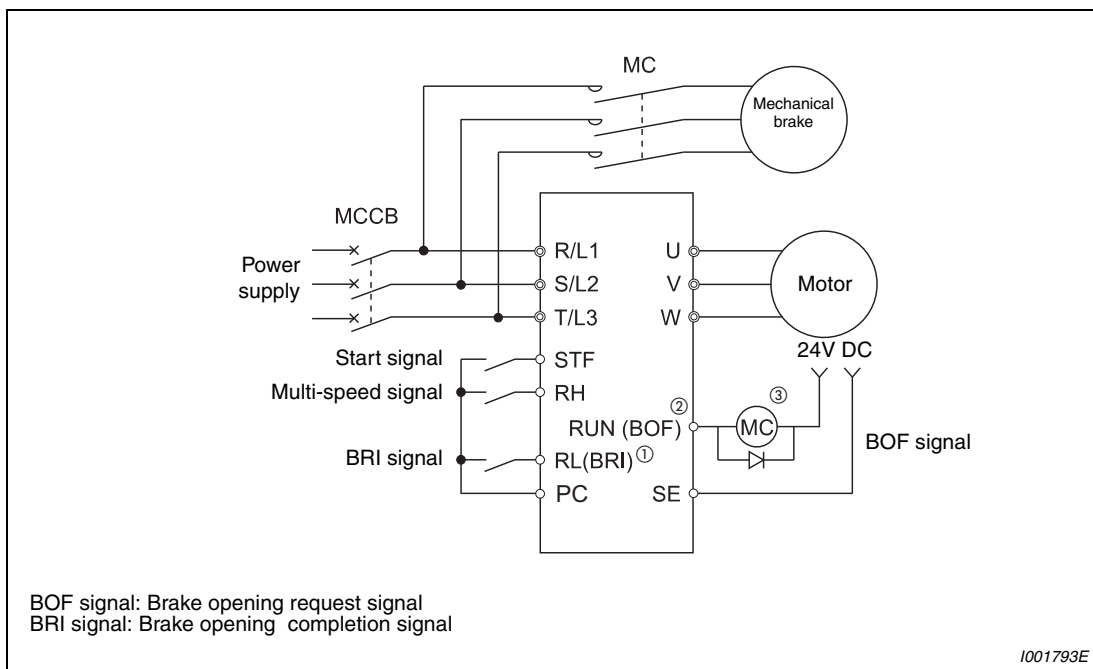 MC
Mechanical
brake
MCCB
Power
supply
R/L1
S/L2
T/L3
U
V
W
Motor
24V DC
Start signal
STF
Multi-speed signal
RH
RUN (BOF) ②
MC ③
BOF signal
BRI signal
RL(BRI) ①
PC
SE
BOF signal: Brake opening request signal
BRI signal: Brake opening completion signal
I001793E